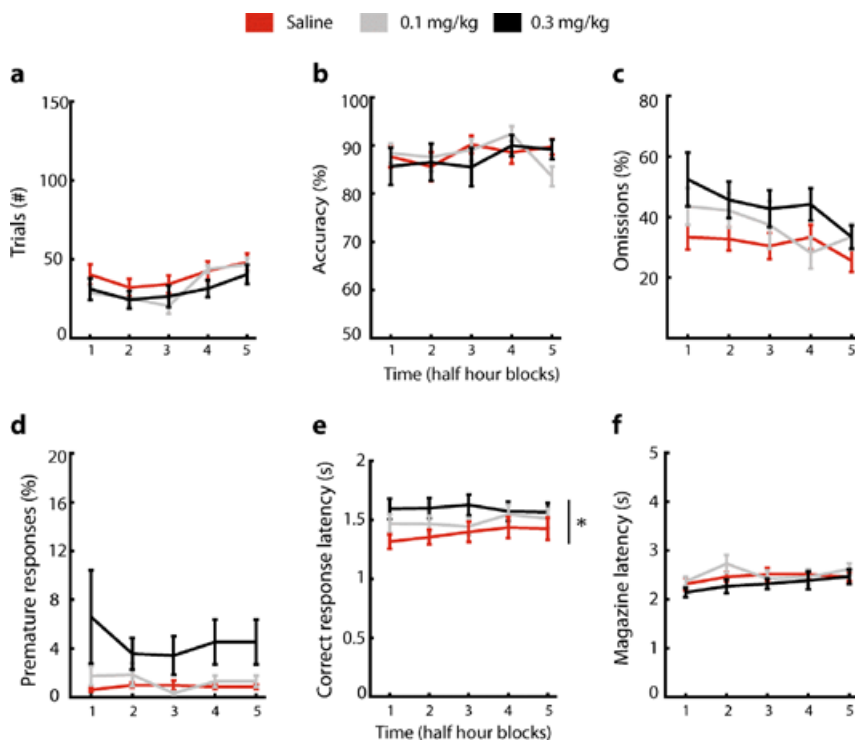 Saline 0.1 mg/kg 0.3 mg/kg
a
Trials (#)
150
100
50
0
1 2 3 4 5
b
Accuracy (%)
100
90
80
70
60
50
1 2 3 4 5
Time (half hour blocks)
c
Omissions (%)
80
60
40
20
1 2 3 4 5
d
Premature responses (%)
20
16
12
8
4
0
1 2 3 4 5
e
Correct response latency (s)
2
1.5
1
0.5
0
*
1 2 3 4 5
Time (half hour blocks)
f
Magazine latency (s)
5
4
3
2
1
0
1 2 3 4 5